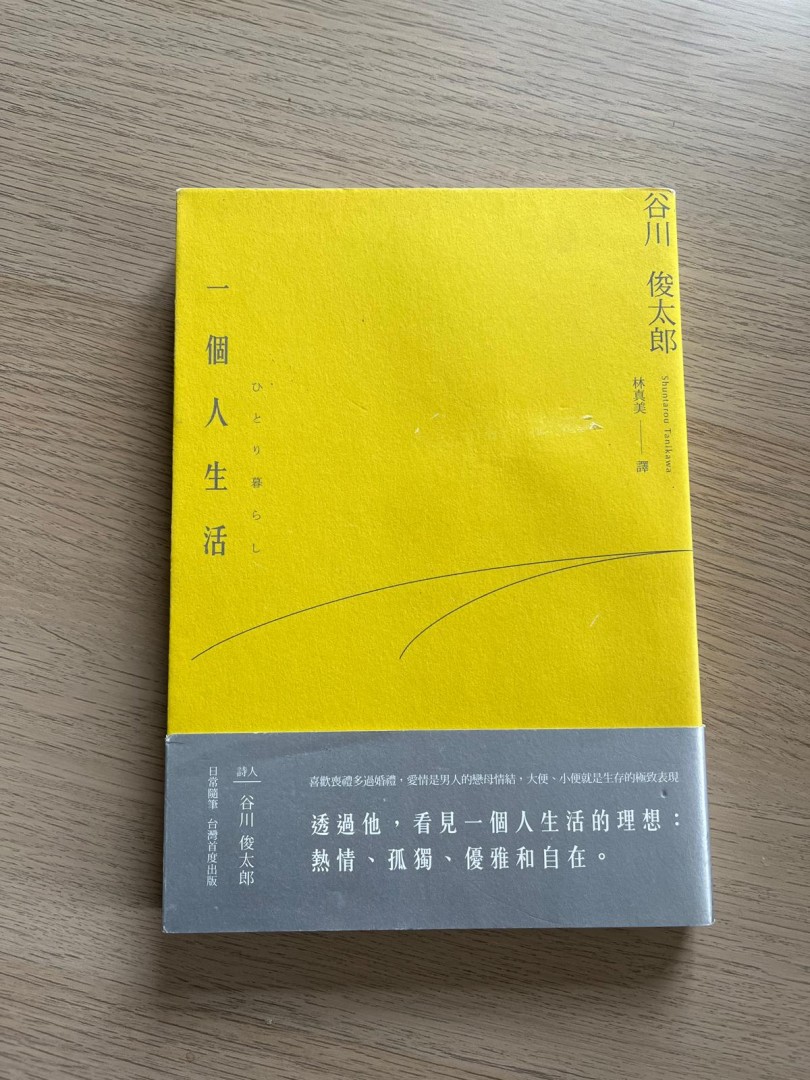 谷川 俊太郎
Shuntarou Tanikawa
林真美——譯
一個人生活
ひとり暮らし
喜歡喪禮多過婚禮，愛情是男人的戀母情結，大便、小便就是生存的極致表現
透過他，看見一個人生活的理想：
熱情、孤獨、優雅和自在。
詩人—谷川 俊太郎
日常隨筆 台灣首度出版